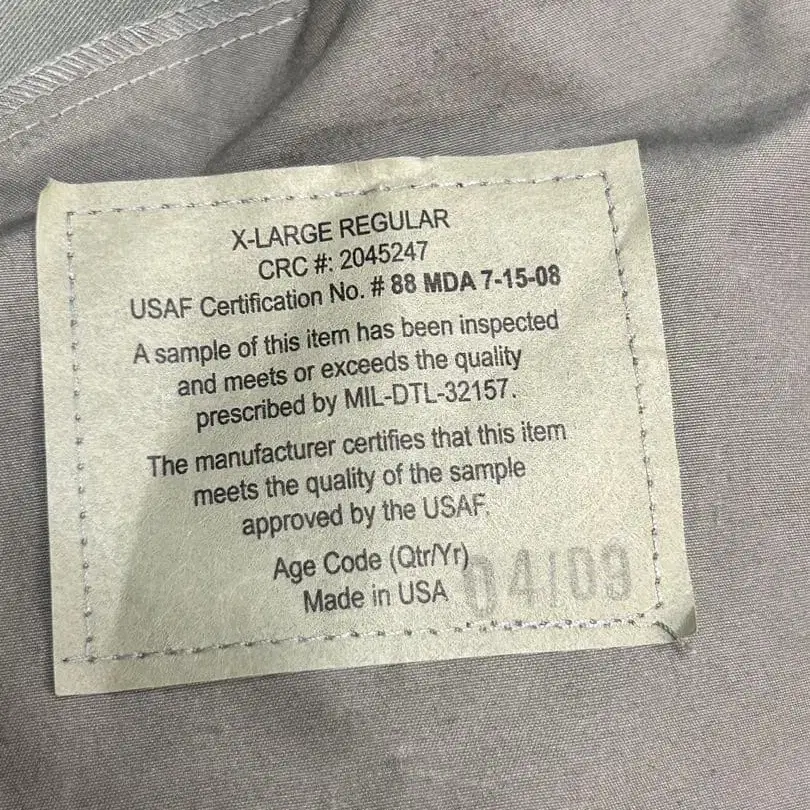 X-LARGE REGULAR
CRC #: 2045247
USAF Certification No. # 88 MDA 7-15-08
A sample of this item has been inspected
and meets or exceeds the quality
prescribed by MIL-DTL-32157.
The manufacturer certifies that this item
meets the quality of the sample
approved by the USAF.
Age Code (Qtr/Yr) 04/09
Made in USA